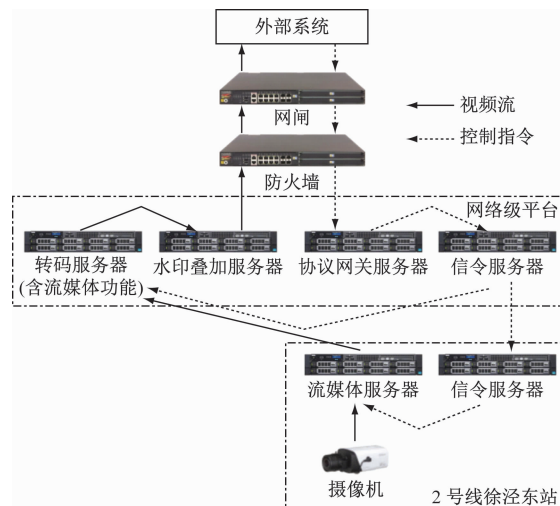 外部系统
网闸
视频流
控制指令
防火墙
网络级平台
转码服务器
(含流媒体功能)
水印叠加服务器
协议网关服务器
信令服务器
流媒体服务器
信令服务器
摄像机
2号线徐泾东站